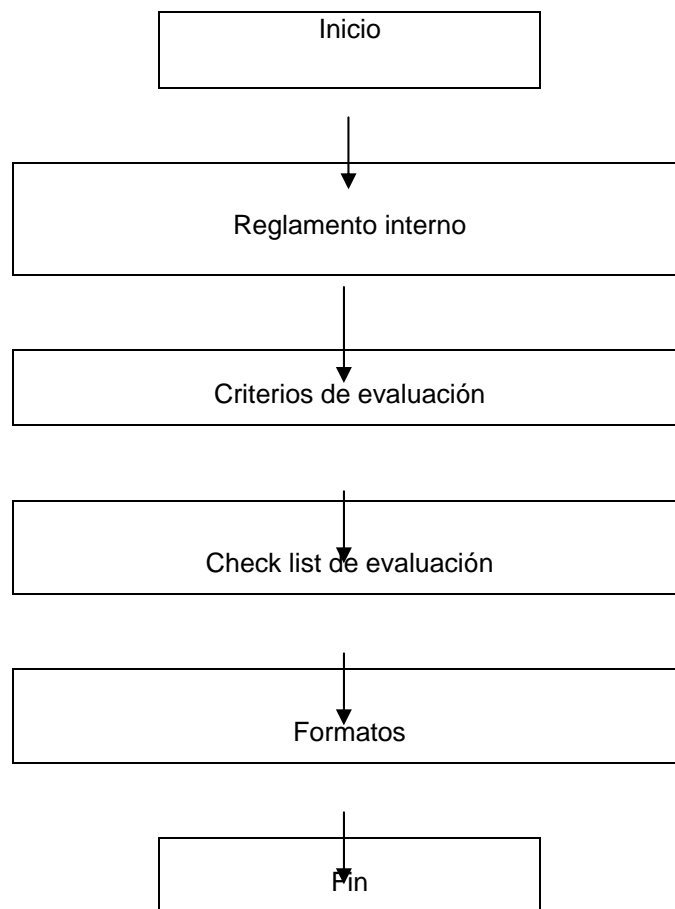 Inicio
Reglamento interno
Criterios de evaluación
Check list de evaluación
Formatos
Fin